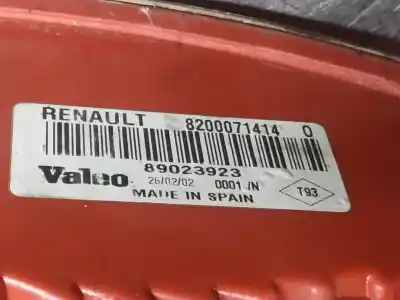 RENAULT 8200071414 0
89023923
Valeo 26/02/02 0001/N T93
MADE IN SPAIN